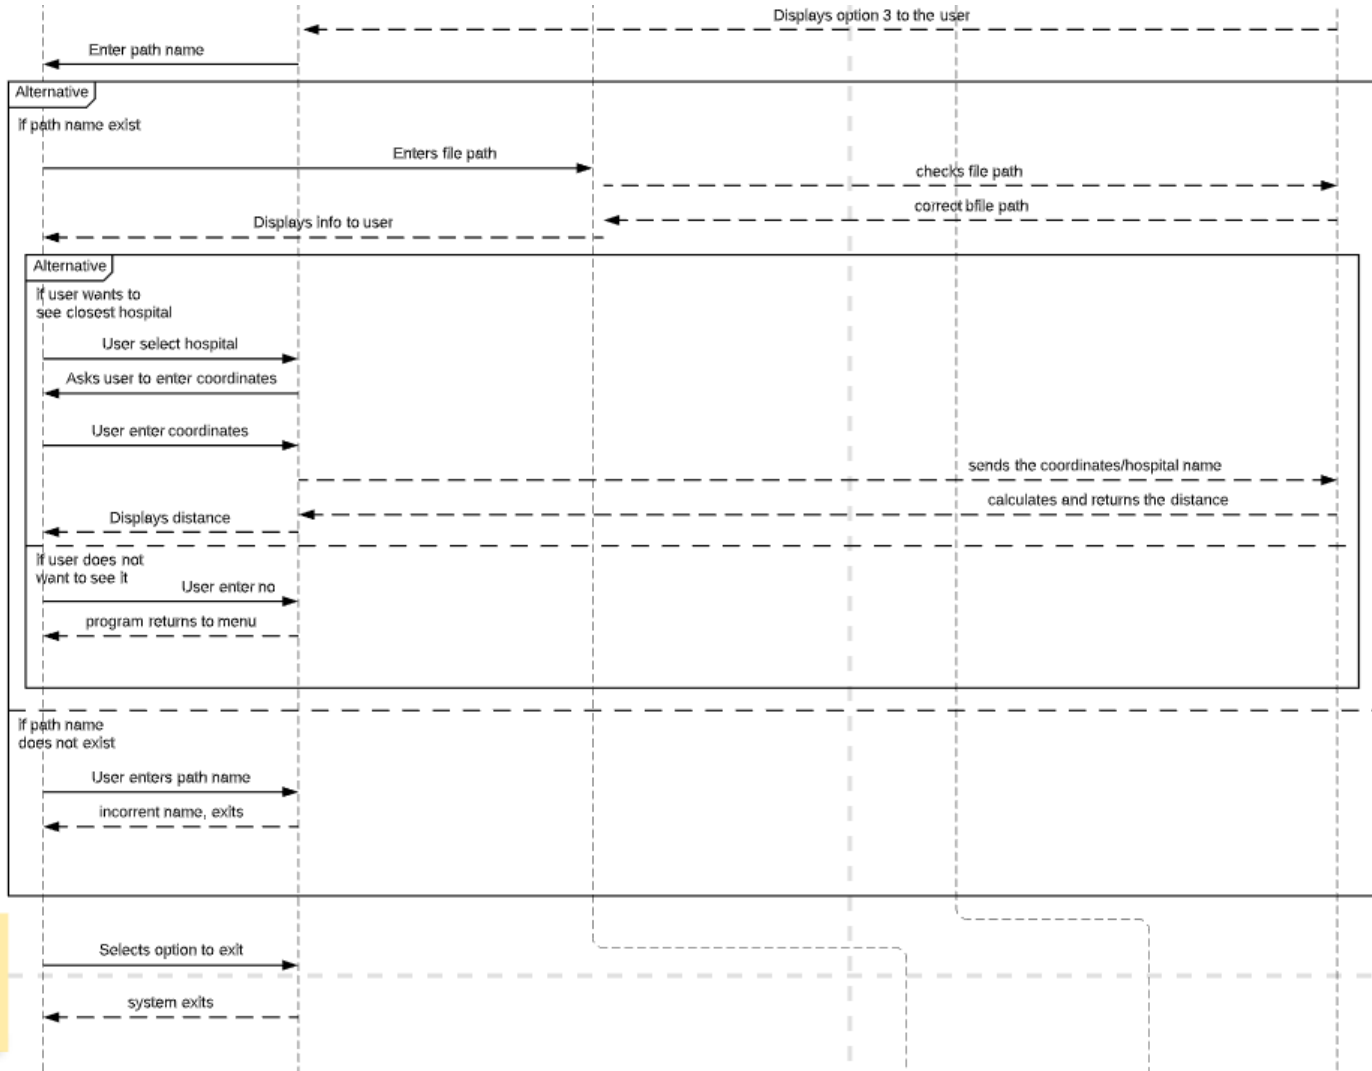 Displays option 3 to the user
Enter path name
Alternative
if path name exist
Enters file path
checks file path
correct bfile path
Displays info to user
Alternative
if user wants to
see closest hospital
User select hospital
Asks user to enter coordinates
User enter coordinates
sends the coordinates/hospital name
calculates and returns the distance
Displays distance
if user does not
want to see it
User enter no
program returns to menu
if path name
does not exist
User enters path name
incorrent name, exits
Selects option to exit
system exits